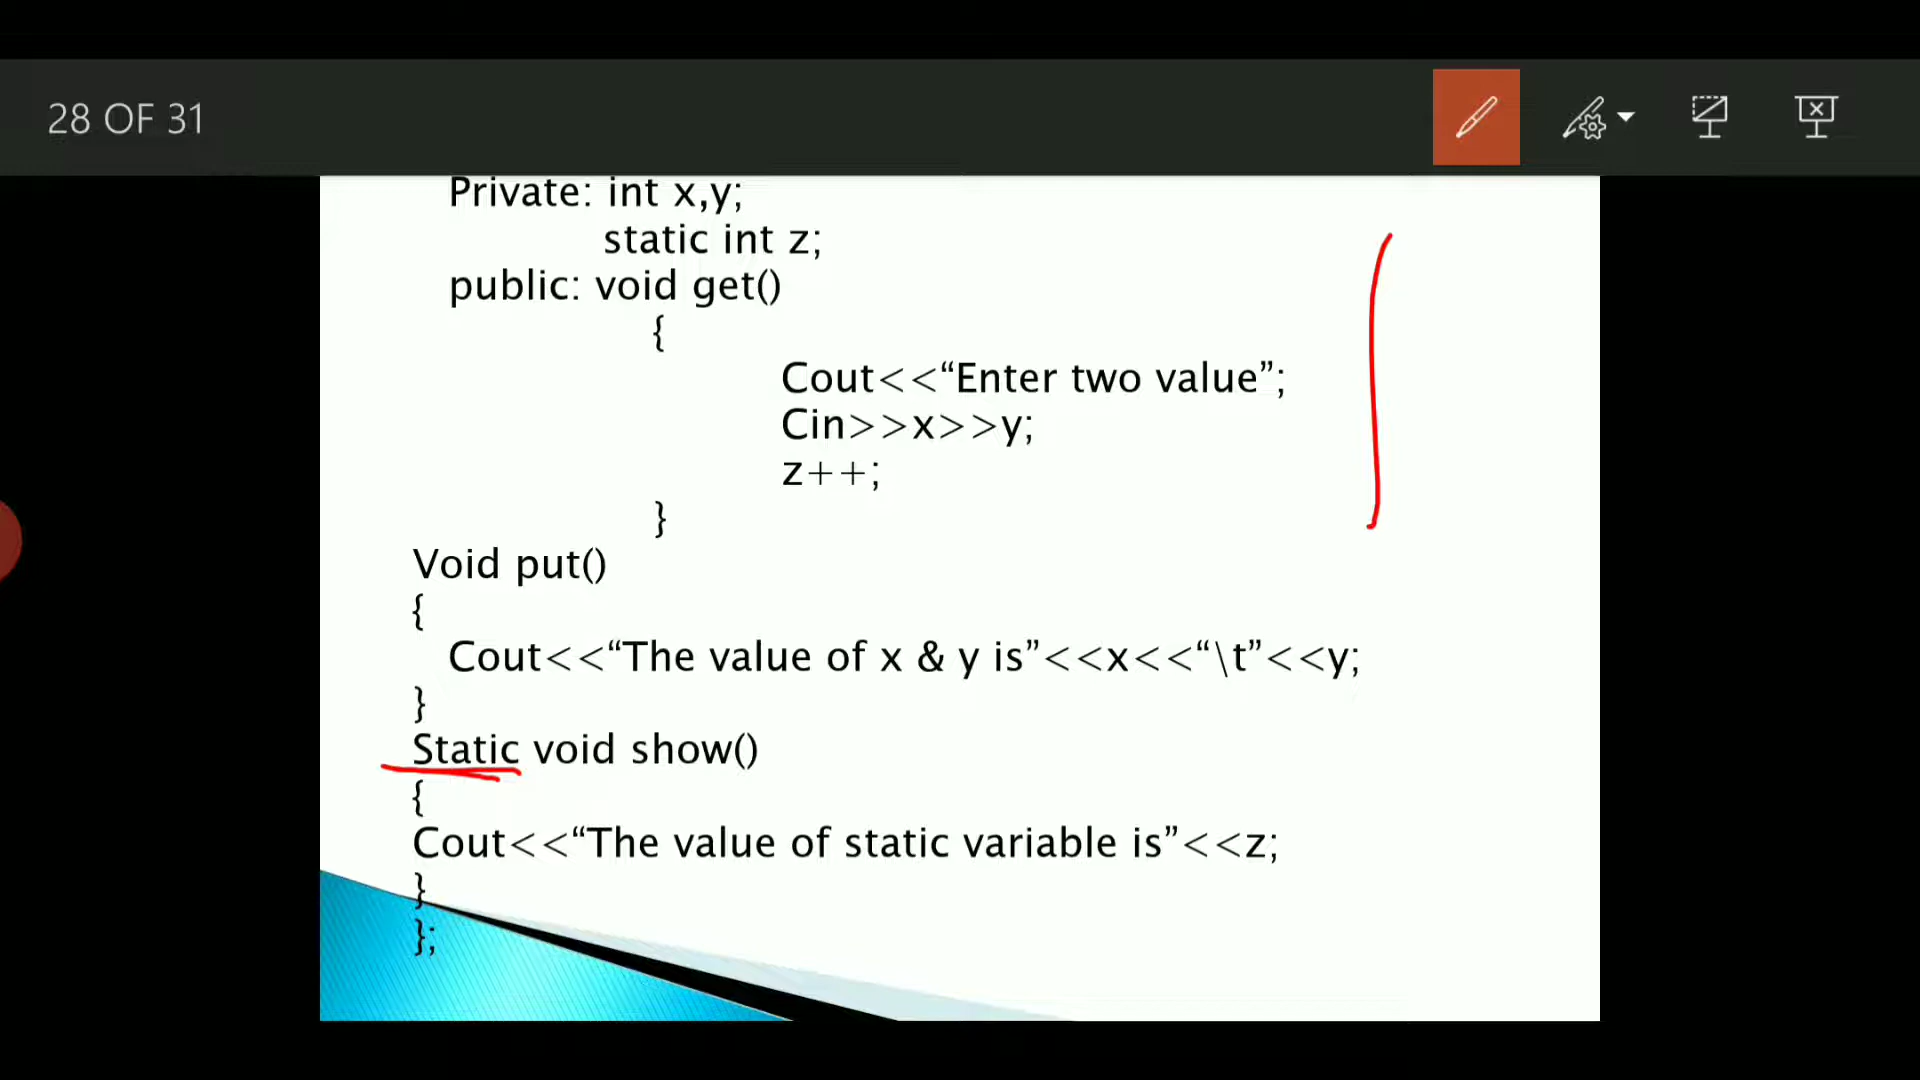 28 OF 31
Private: int x,y;
static int z;
public: void get()
{
Cout<<“Enter two value”;
Cin>>x>>y;
z++;
}
Void put()
{
Cout<<“The value of x & y is”<<x<<“\t”<<y;
}
Static void show()
{
Cout<<“The value of static variable is”<<z;
}
};